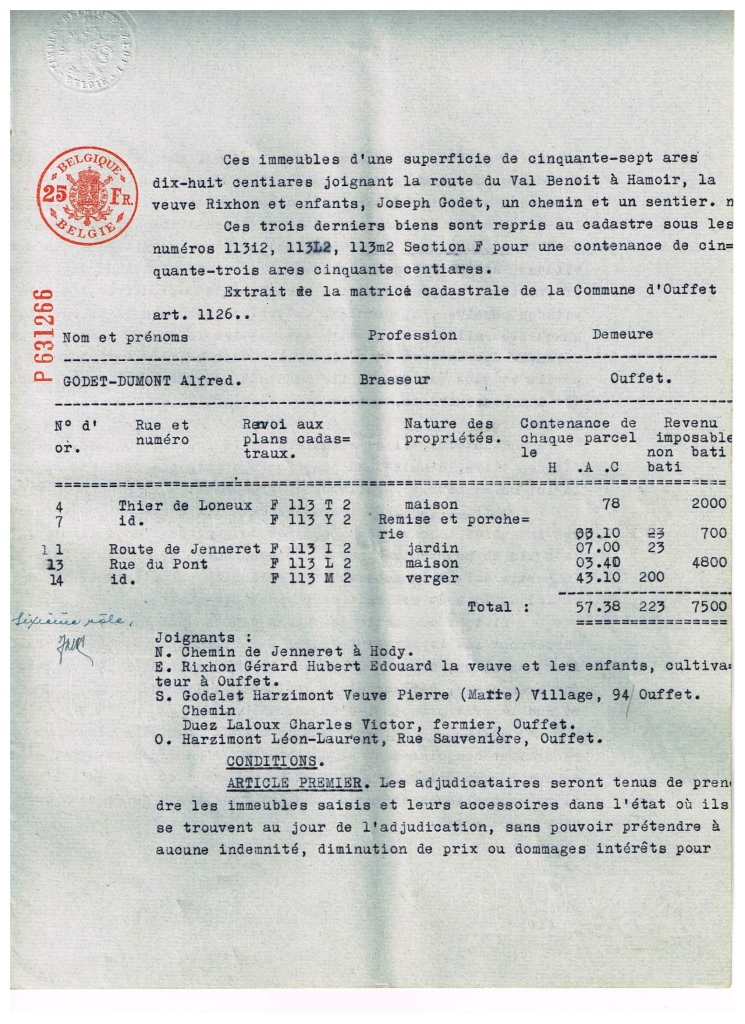 BELGIQUE
25 FR.
BELGIE
P 631266
Ces immeubles d'une superficie de cinquante-sept ares
dix-huit centiares joignant la route du Val Benoit à Hamoir, la
veuve Rixhon et enfants, Joseph Godet, un chemin et un sentier. n
Ces trois derniers biens sont repris au cadastre sous les
numéros 113i2, 113L2, 113m2 Section F pour une contenance de cin=
quante-trois ares cinquante centiares.
Extrait de la matrice cadastrale de la Commune d'Ouffet
art. 1126..
Nom et prénoms Profession Demeure
GODET-DUMONT Alfred. Brasseur Ouffet.
N° d' Rue et Revoi aux Nature des Contenance de Revenu
or. numéro plans cadas= propriétés. chaque parcel imposable
traux. le non bati
H .A .C bati
4 Thier de Loneux F 113 T 2 maison 78 2000
7 id. F 113 Y 2 Remise et porche=
rie 03.10 23 700
11 Route de Jenneret F 113 I 2 jardin 07.00 23
13 Rue du Pont F 113 L 2 maison 03.40 4800
14 id. F 113 M 2 verger 43.10 200
Total : 57.38 223 7500
Sixième rôle,
Joignants :
N. Chemin de Jenneret à Hody.
E. Rixhon Gérard Hubert Edouard la veuve et les enfants, cultiva=
teur à Ouffet.
S. Godelet Harzimont Veuve Pierre (Marie) Village, 94/ Ouffet.
Chemin
Duez Laloux Charles Victor, fermier, Ouffet.
O. Harzimont Léon-Laurent, Rue Sauvenière, Ouffet.
CONDITIONS.
ARTICLE PREMIER. Les adjudicataires seront tenus de pren
dre les immeubles saisis et leurs accessoires dans l'état où ils
se trouvent au jour de l'adjudication, sans pouvoir prétendre à
aucune indemnité, diminution de prix ou dommages intérêts pour